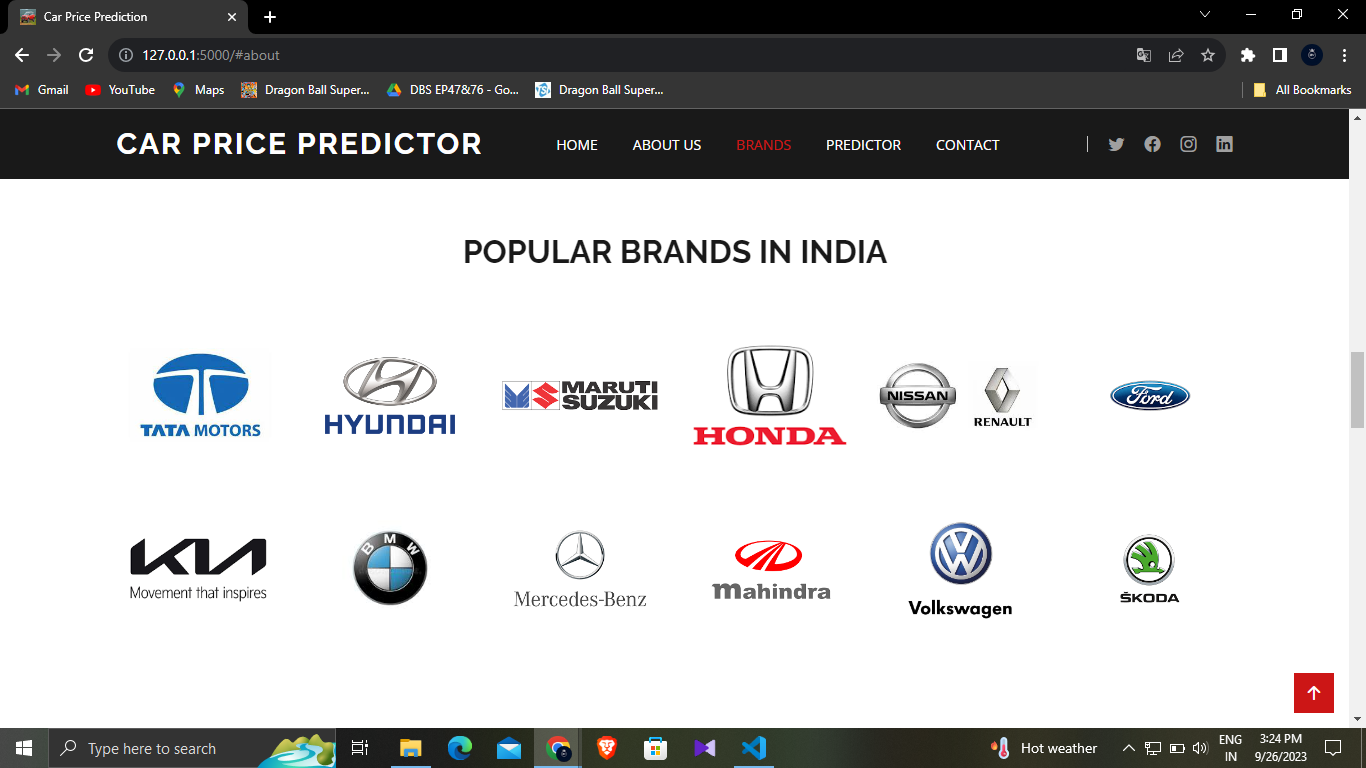 Car Price Prediction
127.0.0.1:5000/#about
Gmail YouTube Maps Dragon Ball Super... DBS EP47&76 - Go... Dragon Ball Super... All Bookmarks
CAR PRICE PREDICTOR HOME ABOUT US BRANDS PREDICTOR CONTACT
POPULAR BRANDS IN INDIA
TATA MOTORS
HYUNDAI
MARUTI
SUZUKI
HONDA
NISSAN
RENAULT
Ford
KIA
Movement that inspires
BMW
Mercedes-Benz
mahindra
Volkswagen
ŠKODA
Type here to search
Hot weather
ENG
IN
3:24 PM
9/26/2023